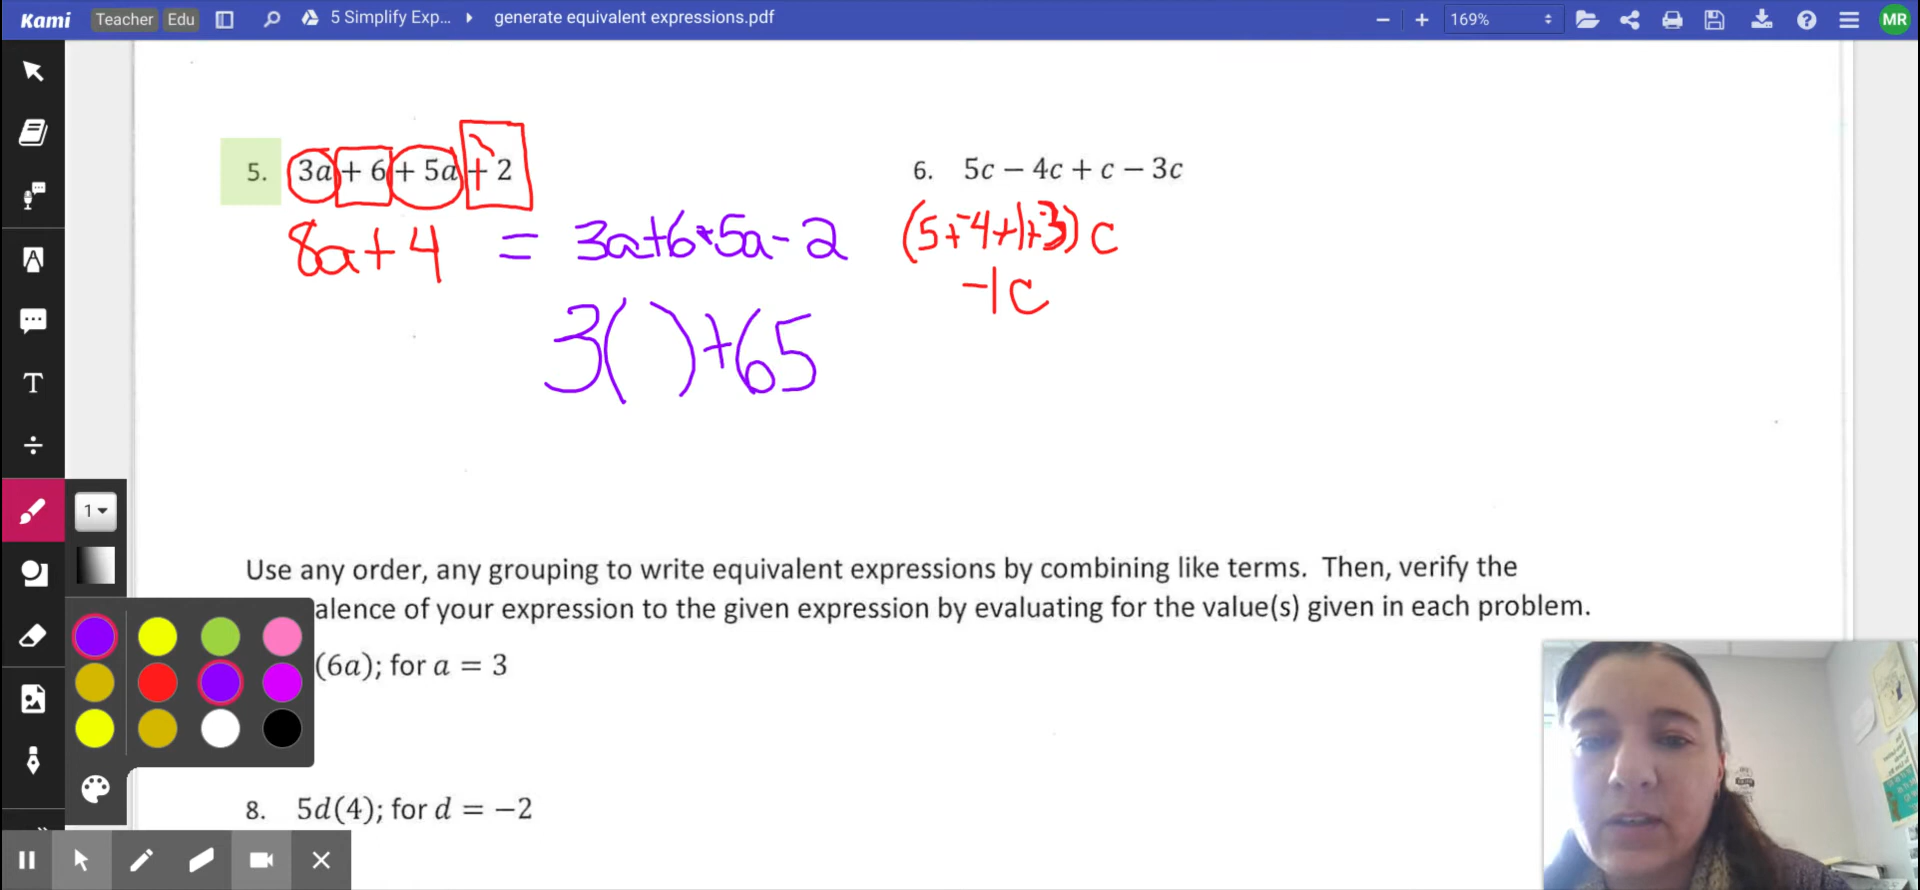 Kami Teacher Edu 5 Simplify Exp... generate equivalent expressions.pdf − + 169% MR
5. 3a + 6 + 5a + 2
8a + 4 = 3a+6+5a - 2
3( )+65
6. 5c − 4c + c − 3c
(5+-4+1+-3) c
-1c
T
1
Use any order, any grouping to write equivalent expressions by combining like terms. Then, verify the
alence of your expression to the given expression by evaluating for the value(s) given in each problem.
(6a); for a = 3
8. 5d(4); for d = −2